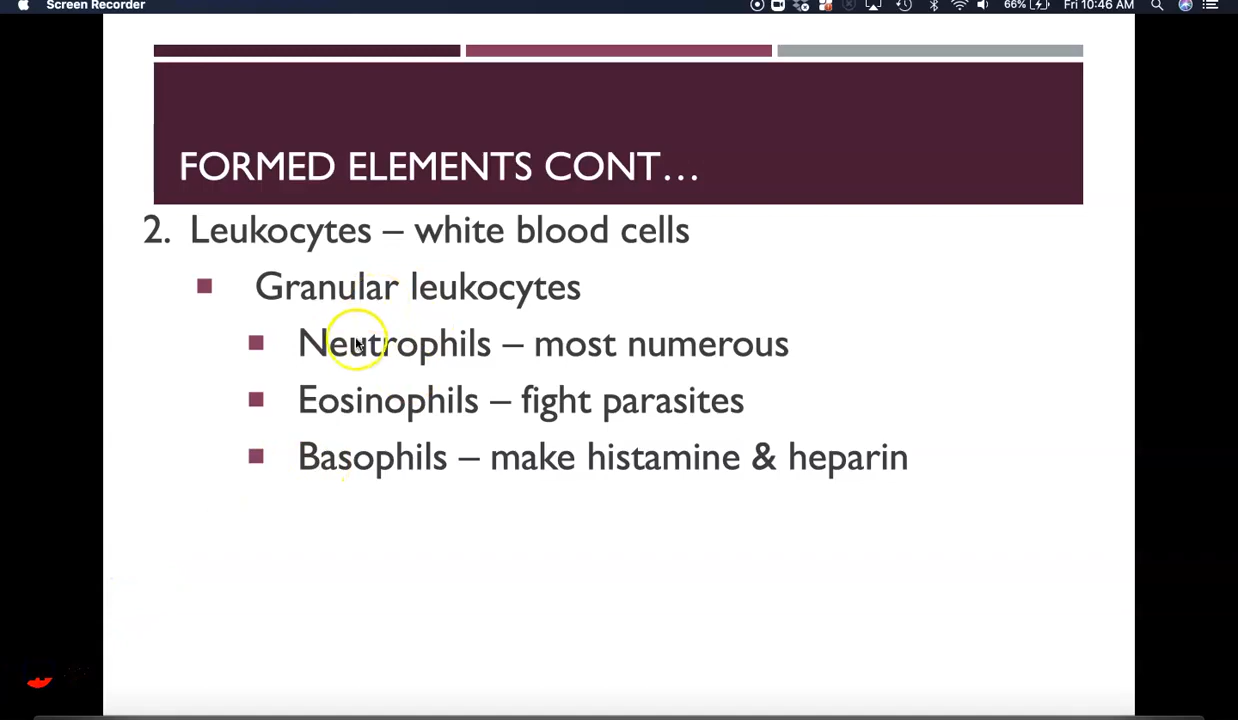 Screen Recorder 66% Fri 10:46 AM
FORMED ELEMENTS CONT...
2. Leukocytes – white blood cells
Granular leukocytes
Neutrophils – most numerous
Eosinophils – fight parasites
Basophils – make histamine & heparin